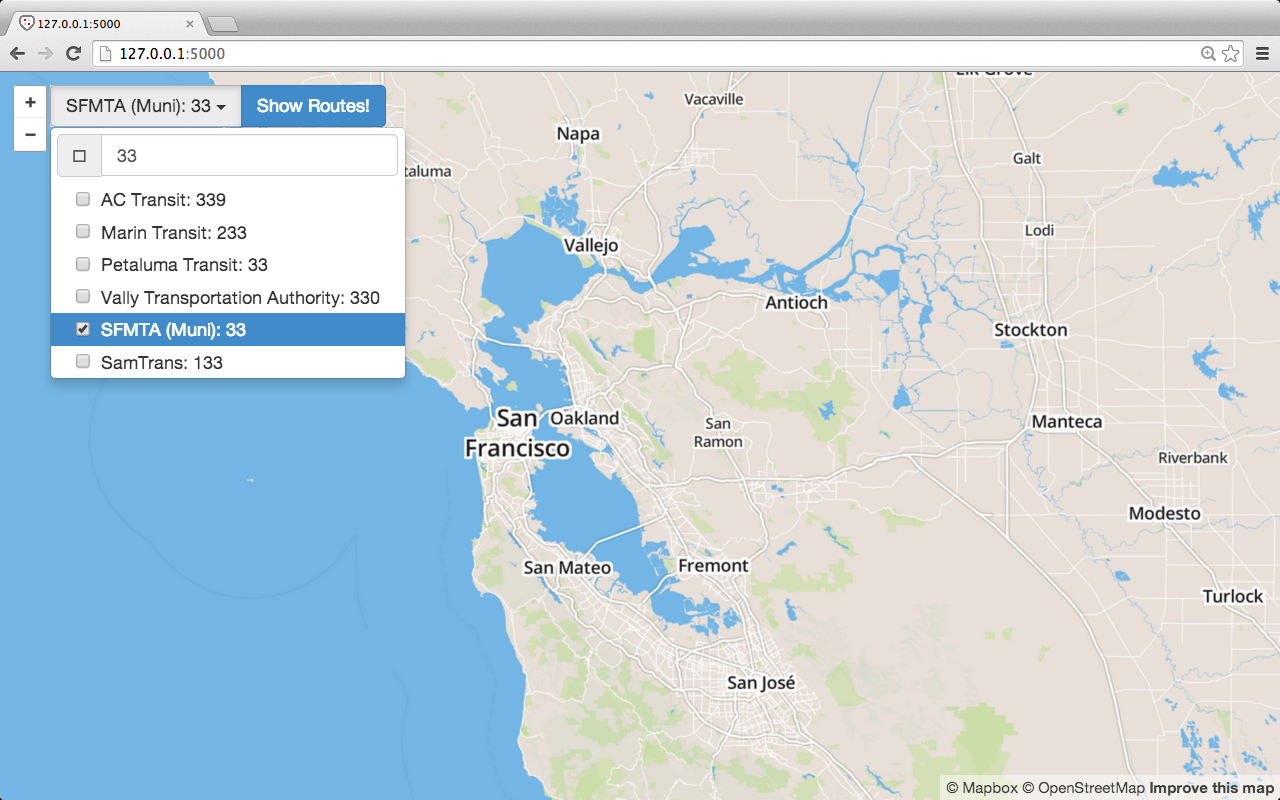 127.0.0.1:5000
127.0.0.1:5000
+
−
SFMTA (Muni): 33
Show Routes!
33
AC Transit: 339
Marin Transit: 233
Petaluma Transit: 33
Vally Transportation Authority: 330
SFMTA (Muni): 33
SamTrans: 133
Elk Grove
Vacaville
Napa
Galt
taluma
Lodi
Vallejo
Antioch
Stockton
San
Francisco
Oakland
San
Ramon
Manteca
Riverbank
Modesto
San Mateo
Fremont
Turlock
San José
© Mapbox © OpenStreetMap Improve this map